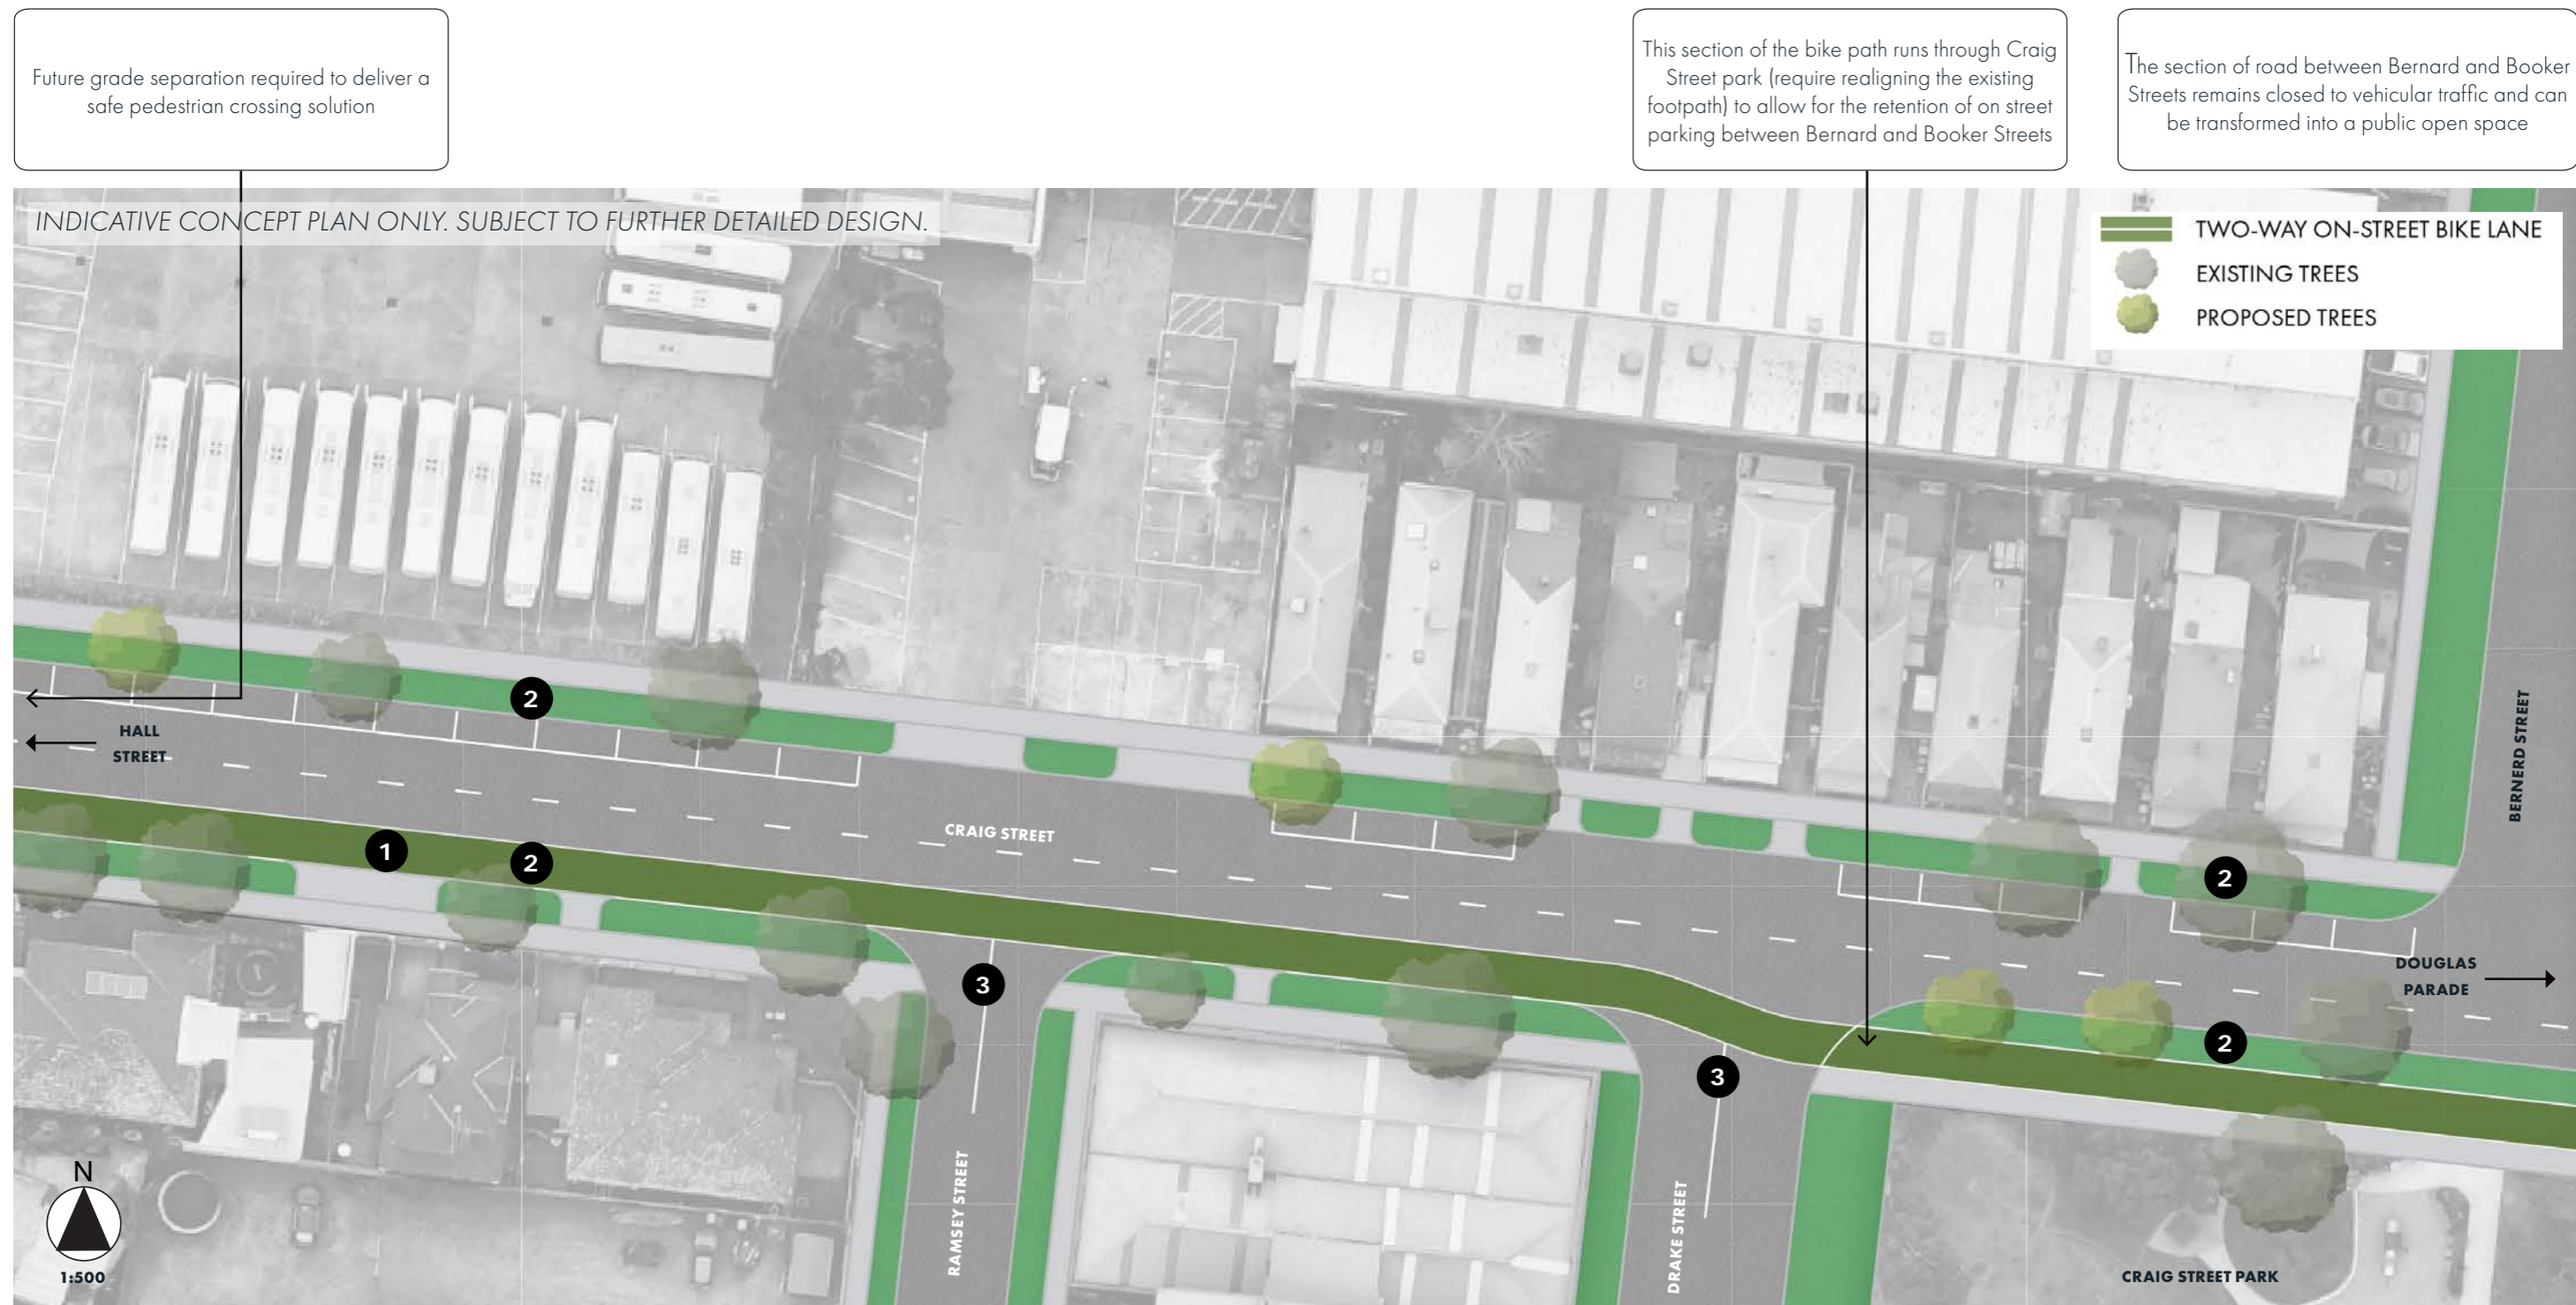 Future grade separation required to deliver a
safe pedestrian crossing solution
This section of the bike path runs through Craig
Street park (require realigning the existing
footpath) to allow for the retention of on street
parking between Bernard and Booker Streets
The section of road between Bernard and Booker
Streets remains closed to vehicular traffic and can
be transformed into a public open space
INDICATIVE CONCEPT PLAN ONLY. SUBJECT TO FURTHER DETAILED DESIGN.
TWO-WAY ON-STREET BIKE LANE
EXISTING TREES
PROPOSED TREES
2
HALL
STREET
BERNERD STREET
CRAIG STREET
1
2
2
3
DOUGLAS
PARADE
2
3
RAMSEY STREET
DRAKE STREET
N
1:500
CRAIG STREET PARK